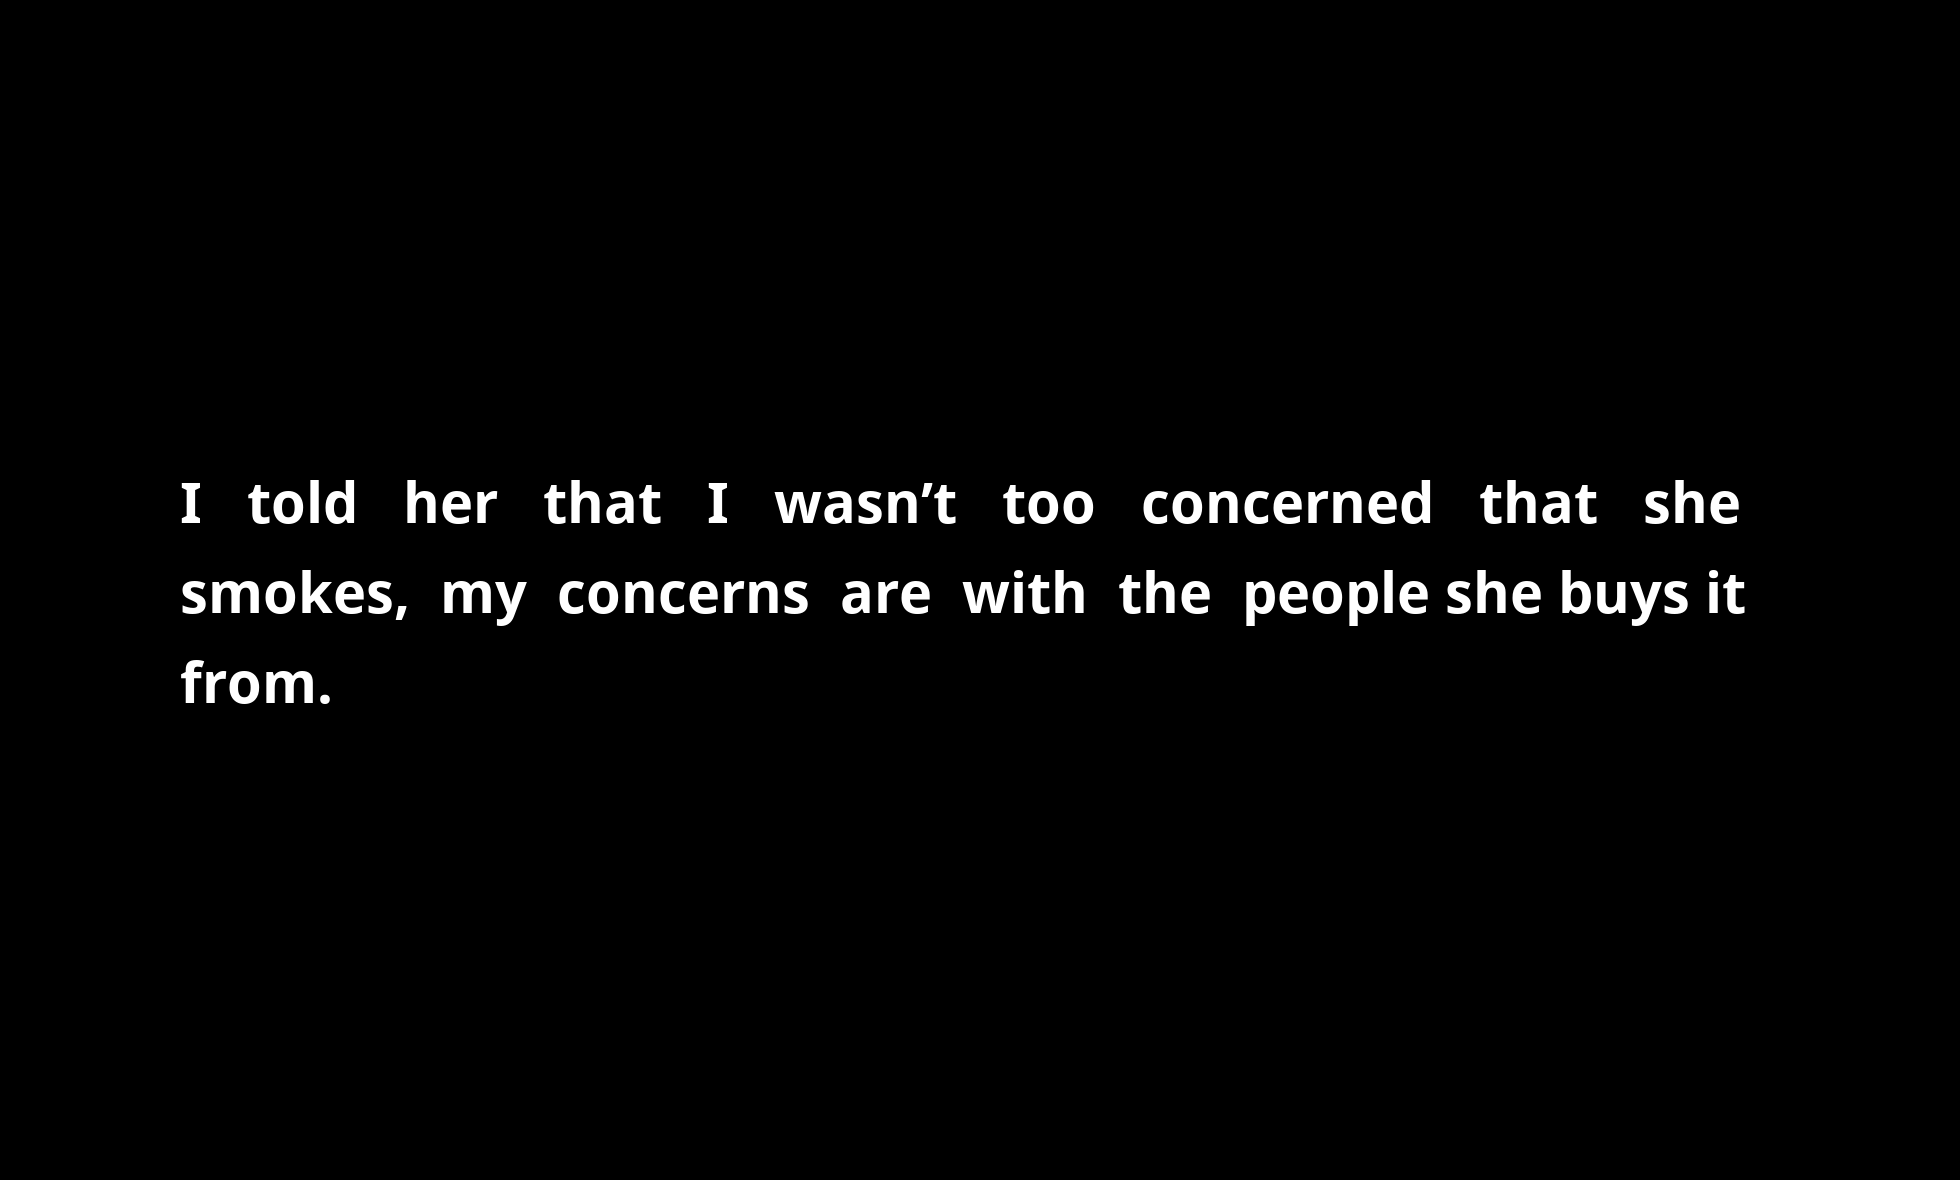 I told her that I wasn’t too concerned that she
smokes, my concerns are with the people she buys it
from.